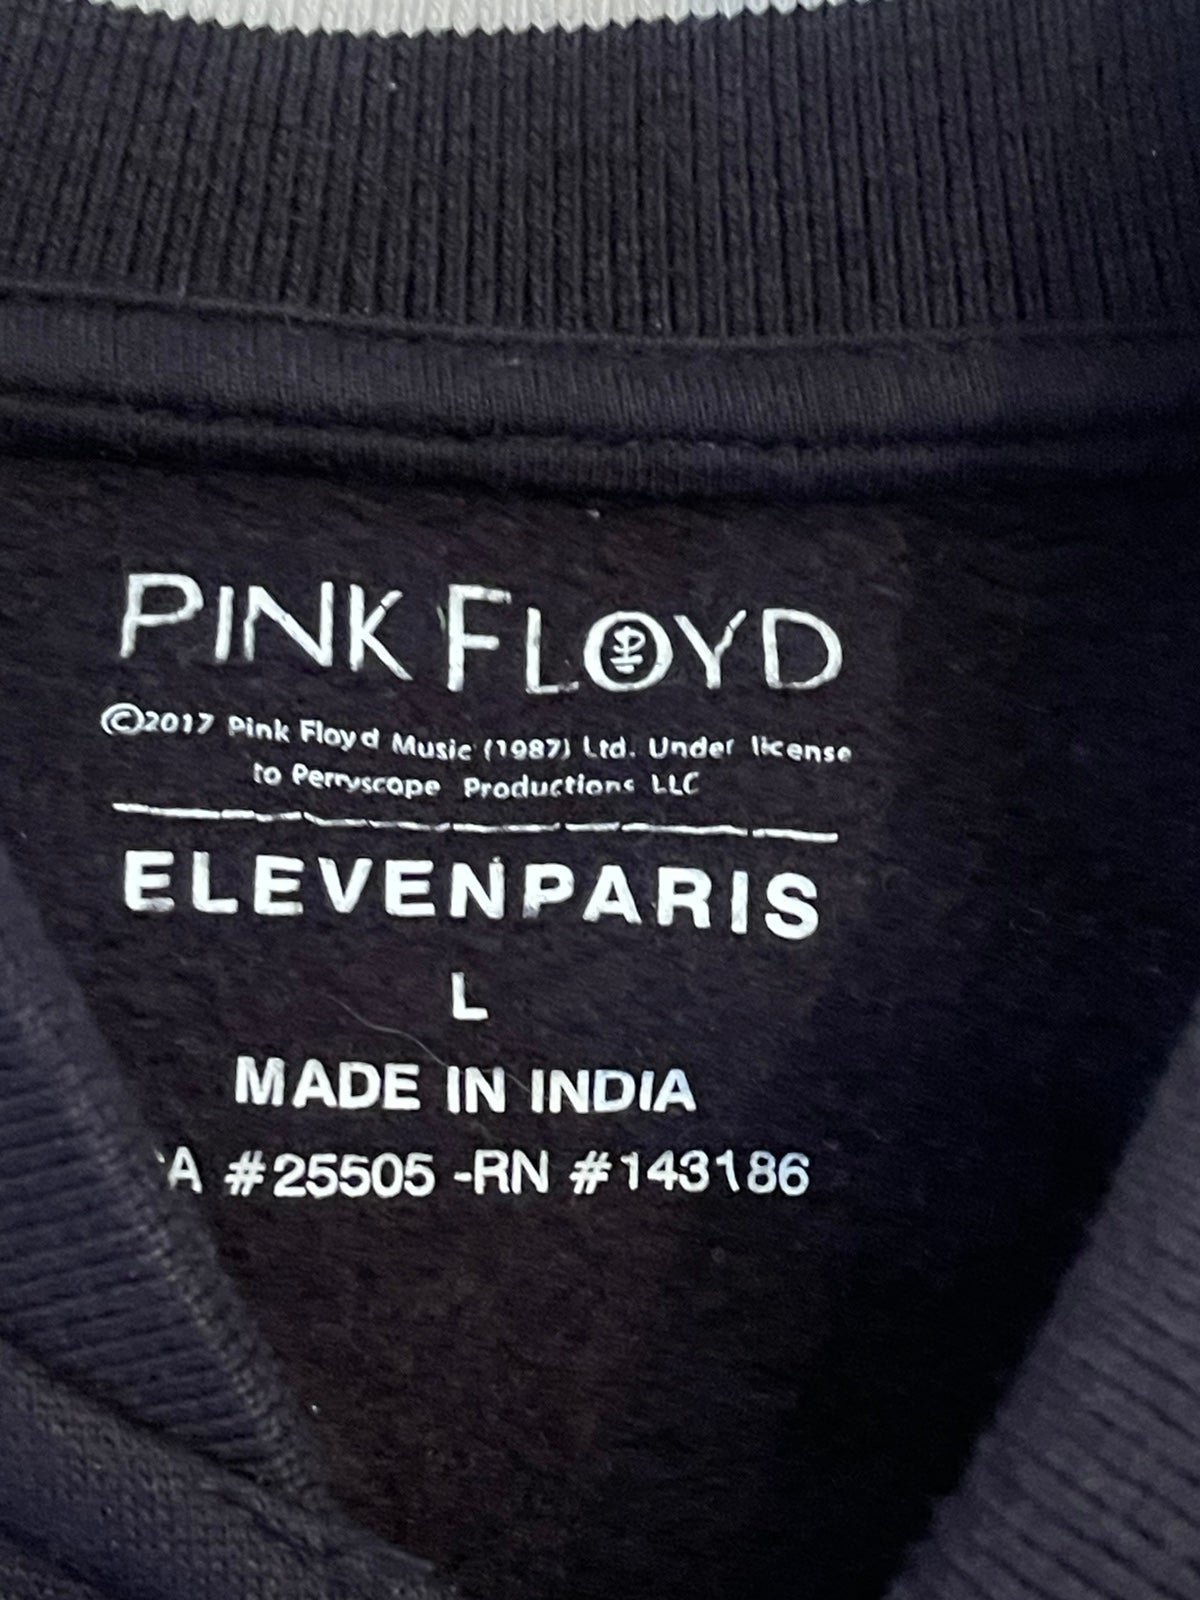 PINK FLOYD
©2017 Pink Floyd Music (1987) Ltd. Under license
to Perryscope Productions LLC
ELEVENPARIS
L
MADE IN INDIA
A #25505 -RN #143186